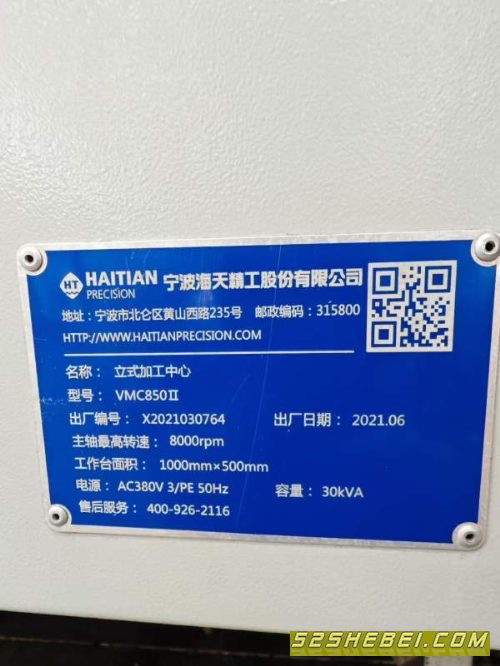 HT HAITIAN PRECISION 宁波海天精工股份有限公司
地址：宁波市北仑区黄山西路235号 邮政编码：315800
HTTP://WWW.HAITIANPRECISION.COM
名称： 立式加工中心
型号： VMC850Ⅱ
出厂编号： X2021030764 出厂日期： 2021.06
主轴最高转速： 8000rpm
工作台面积： 1000mm×500mm
电源： AC380V 3/PE 50Hz 容量： 30kVA
售后服务： 400-926-2116
52SHEBEI.COM